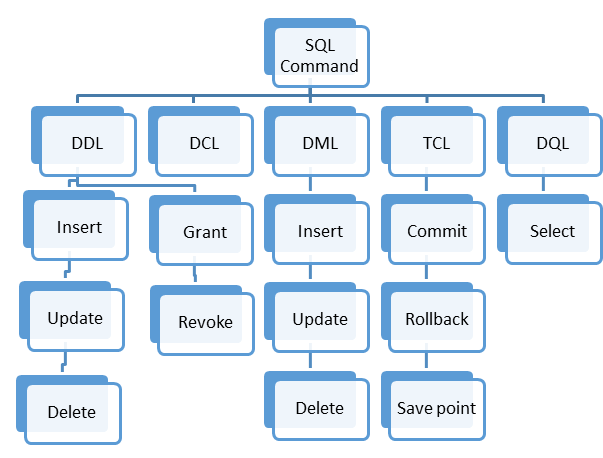 SQL
Command
DDL
DCL
DML
TCL
DQL
Insert
Grant
Insert
Commit
Select
Update
Revoke
Update
Rollback
Delete
Delete
Save point